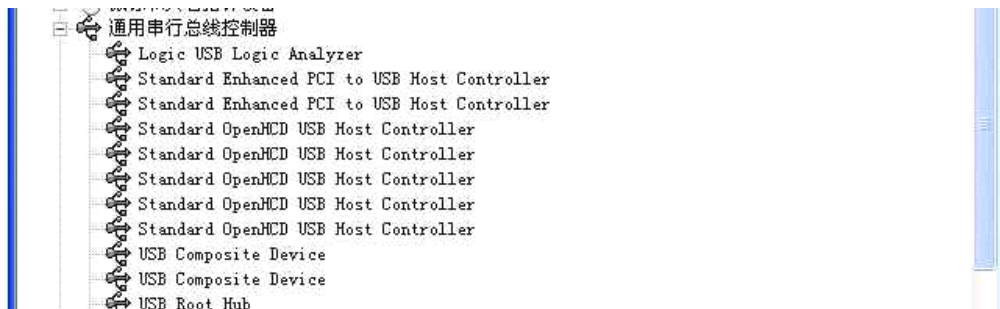 通用串行总线控制器
Logic USB Logic Analyzer
Standard Enhanced PCI to USB Host Controller
Standard Enhanced PCI to USB Host Controller
Standard OpenHCD USB Host Controller
Standard OpenHCD USB Host Controller
Standard OpenHCD USB Host Controller
Standard OpenHCD USB Host Controller
Standard OpenHCD USB Host Controller
USB Composite Device
USB Composite Device
USB Root Hub